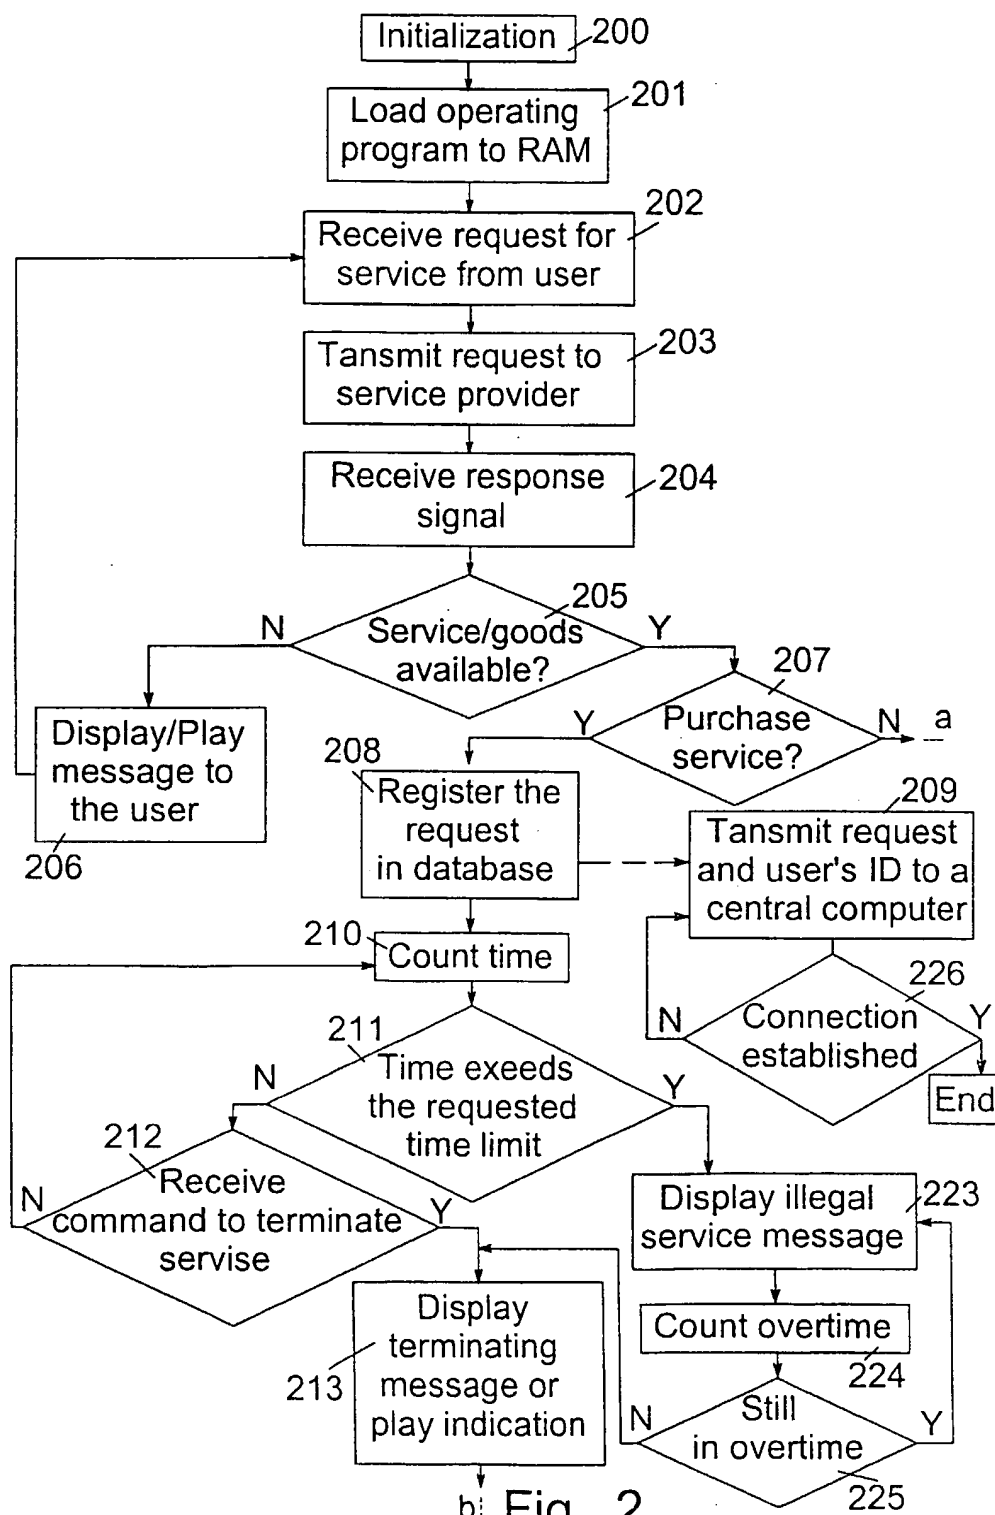 Initialization
200
Load operating
program to RAM
201
Receive request for
service from user
202
Tansmit request to
service provider
203
Receive response
signal
204
205
N
Service/goods
available?
Y
207
Display/Play
message to
the user
206
Y
Purchase
service?
N
a
208
Register the
request
in database
209
Tansmit request
and user's ID to a
central computer
210
Count time
226
N
Connection
established
Y
End
211
N
Time exeeds
the requested
time limit
Y
212
N
Receive
command to terminate
servise
Y
Display illegal
service message
223
Display
terminating
message or
play indication
213
Count overtime
224
N
Still
in overtime
Y
225
b
Fig. 2